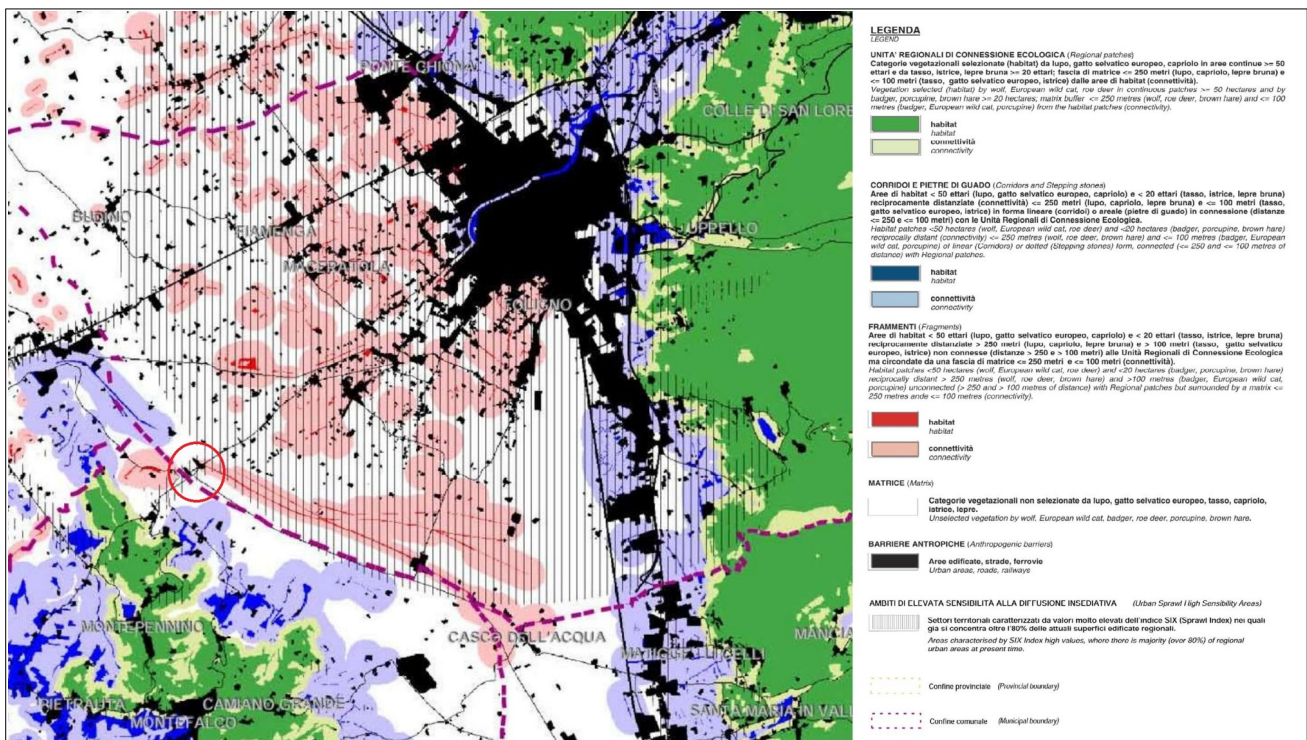 PONTE CHIUNA
COLLE DI SAN LORE
BUDINO
FIAMENGA
MACERATOLA
UPPELLO
FOLIGNO
MONTEPENNINO
CASCO DELL'ACQUA
MANCIA
PIETRAUTA
CAMIANO GRANDE
MONTEFALCO
SANTA MARIA IN VALL
LEGENDA
LEGEND
UNITA' REGIONALI DI CONNESSIONE ECOLOGICA (Regional patches)
Categorie vegetazionali selezionate (habitat) da lupo, gatto selvatico europeo, capriolo in aree continue >= 50
ettari e da tasso, istrice, lepre bruna >= 20 ettari; fascia di matrice <= 250 metri (lupo, capriolo, lepre bruna) e
<= 100 metri (tasso, gatto selvatico europeo, istrice) dalle aree di habitat (connettività).
Vegetation selected (habitat) by wolf, European wild cat, roe deer in continuous patches >= 50 hectares and by
badger, porcupine, brown hare >= 20 hectares; matrix buffer <= 250 metres (wolf, roe deer, brown hare) and <= 100
metres (badger, European wild cat, porcupine) from the habitat patches (connectivity).
habitat
habitat
connettività
connectivity
CORRIDOI E PIETRE DI GUADO (Corridors and Stepping stones)
Aree di habitat < 50 ettari (lupo, gatto selvatico europeo, capriolo) e < 20 ettari (tasso, istrice, lepre bruna)
reciprocamente distanziate (connettività) <= 250 metri (lupo, capriolo, lepre bruna) e <= 100 metri (tasso,
gatto selvatico europeo, istrice) in forma lineare (corridoi) o areale (pietre di guado) in connessione (distanze
<= 250 e <= 100 metri) con le Unità Regionali di Connessione Ecologica.
Habitat patches <50 hectares (wolf, European wild cat, roe deer) and <20 hectares (badger, porcupine, brown hare)
reciprocally distant (connectivity) <= 250 metres (wolf, roe deer, brown hare) and <= 100 metres (badger, European
wild cat, porcupine) of linear (Corridors) or dotted (Stepping stones) form, connected (<= 250 and <= 100 metres of
distance) with Regional patches.
habitat
habitat
connettività
connectivity
FRAMMENTI (Fragments)
Aree di habitat < 50 ettari (lupo, gatto selvatico europeo, capriolo) e < 20 ettari (tasso, istrice, lepre bruna)
reciprocamente distanziate > 250 metri (lupo, capriolo, lepre bruna) e > 100 metri (tasso, gatto selvatico
europeo, istrice) non connesse (distanze > 250 e > 100 metri) alle Unità Regionali di Connessione Ecologica
ma circondate da una fascia di matrice <= 250 metri e <= 100 metri (connettività).
Habitat patches <50 hectares (wolf, European wild cat, roe deer) and <20 hectares (badger, porcupine, brown hare)
reciprocally distant > 250 metres (wolf, roe deer, brown hare) and >100 metres (badger, European wild cat,
porcupine) unconnected (> 250 and > 100 metres of distance) with Regional patches but surrounded by a matrix <=
250 metres ande <= 100 metres (connectivity).
habitat
habitat
connettività
connectivity
MATRICE (Matrix)
Categorie vegetazionali non selezionate da lupo, gatto selvatico europeo, tasso, capriolo,
istrice, lepre.
Unselected vegetation by wolf, European wild cat, badger, roe deer, porcupine, brown hare.
BARRIERE ANTROPICHE (Anthropogenic barriers)
Aree edificate, strade, ferrovie
Urban areas, roads, railways
AMBITI DI ELEVATA SENSIBILITÀ ALLA DIFFUSIONE INSEDIATIVA (Urban Sprawl High Sensibility Areas)
Settori territoriali caratterizzati da valori molto elevati dell'indice SIX (Sprawl Index) nei quali
già si concentra oltre l'80% delle attuali superfici edificate regionali.
Areas characterised by SIX Index high values, where there is majority (over 80%) of regional
urban areas at present time.
Confine provinciale (Provincial boundary)
Confine comunale (Municipal boundary)